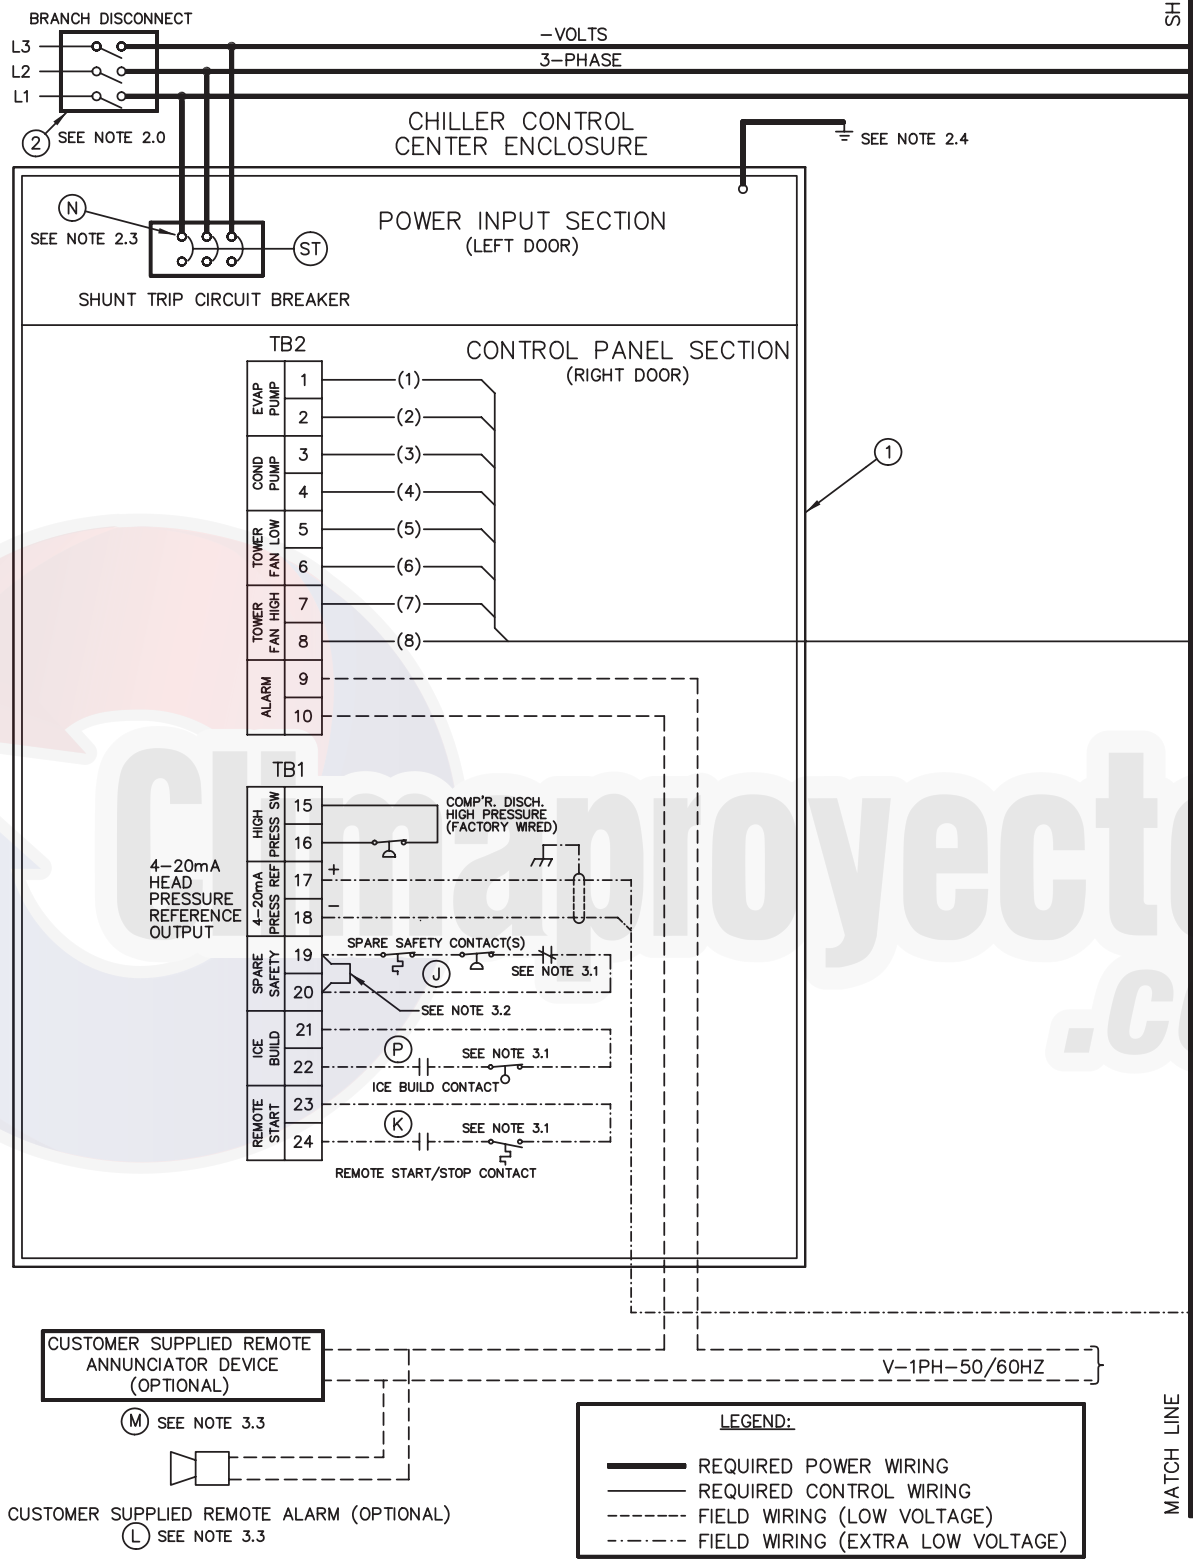 BRANCH DISCONNECT
SH
L3
L2
L1
-VOLTS
3-PHASE
2
SEE NOTE 2.0
CHILLER CONTROL
CENTER ENCLOSURE
SEE NOTE 2.4
N
SEE NOTE 2.3
POWER INPUT SECTION
(LEFT DOOR)
ST
SHUNT TRIP CIRCUIT BREAKER
TB2
CONTROL PANEL SECTION
(RIGHT DOOR)
EVAP
PUMP
1 (1)
2 (2)
COND
PUMP
3 (3)
4 (4)
1
TOWER
FAN LOW
5 (5)
6 (6)
TOWER
FAN HIGH
7 (7)
8 (8)
ALARM
9
10
TB1
HIGH
PRESS SW
15
16
COMP'R. DISCH.
HIGH PRESSURE
(FACTORY WIRED)
4-20mA
HEAD
PRESSURE
REFERENCE
OUTPUT
4-20mA
PRESS REF
17 +
18 −
SPARE
SAFETY
19
20
SPARE SAFETY CONTACT(S)
J
SEE NOTE 3.1
SEE NOTE 3.2
ICE
BUILD
21
22
P
SEE NOTE 3.1
ICE BUILD CONTACT
REMOTE
START
23
24
K
SEE NOTE 3.1
REMOTE START/STOP CONTACT
Climaproyecto
.co
CUSTOMER SUPPLIED REMOTE
ANNUNCIATOR DEVICE
(OPTIONAL)
M SEE NOTE 3.3
V-1PH-50/60HZ
CUSTOMER SUPPLIED REMOTE ALARM (OPTIONAL)
L SEE NOTE 3.3
LEGEND:
REQUIRED POWER WIRING
REQUIRED CONTROL WIRING
FIELD WIRING (LOW VOLTAGE)
FIELD WIRING (EXTRA LOW VOLTAGE)
MATCH LINE